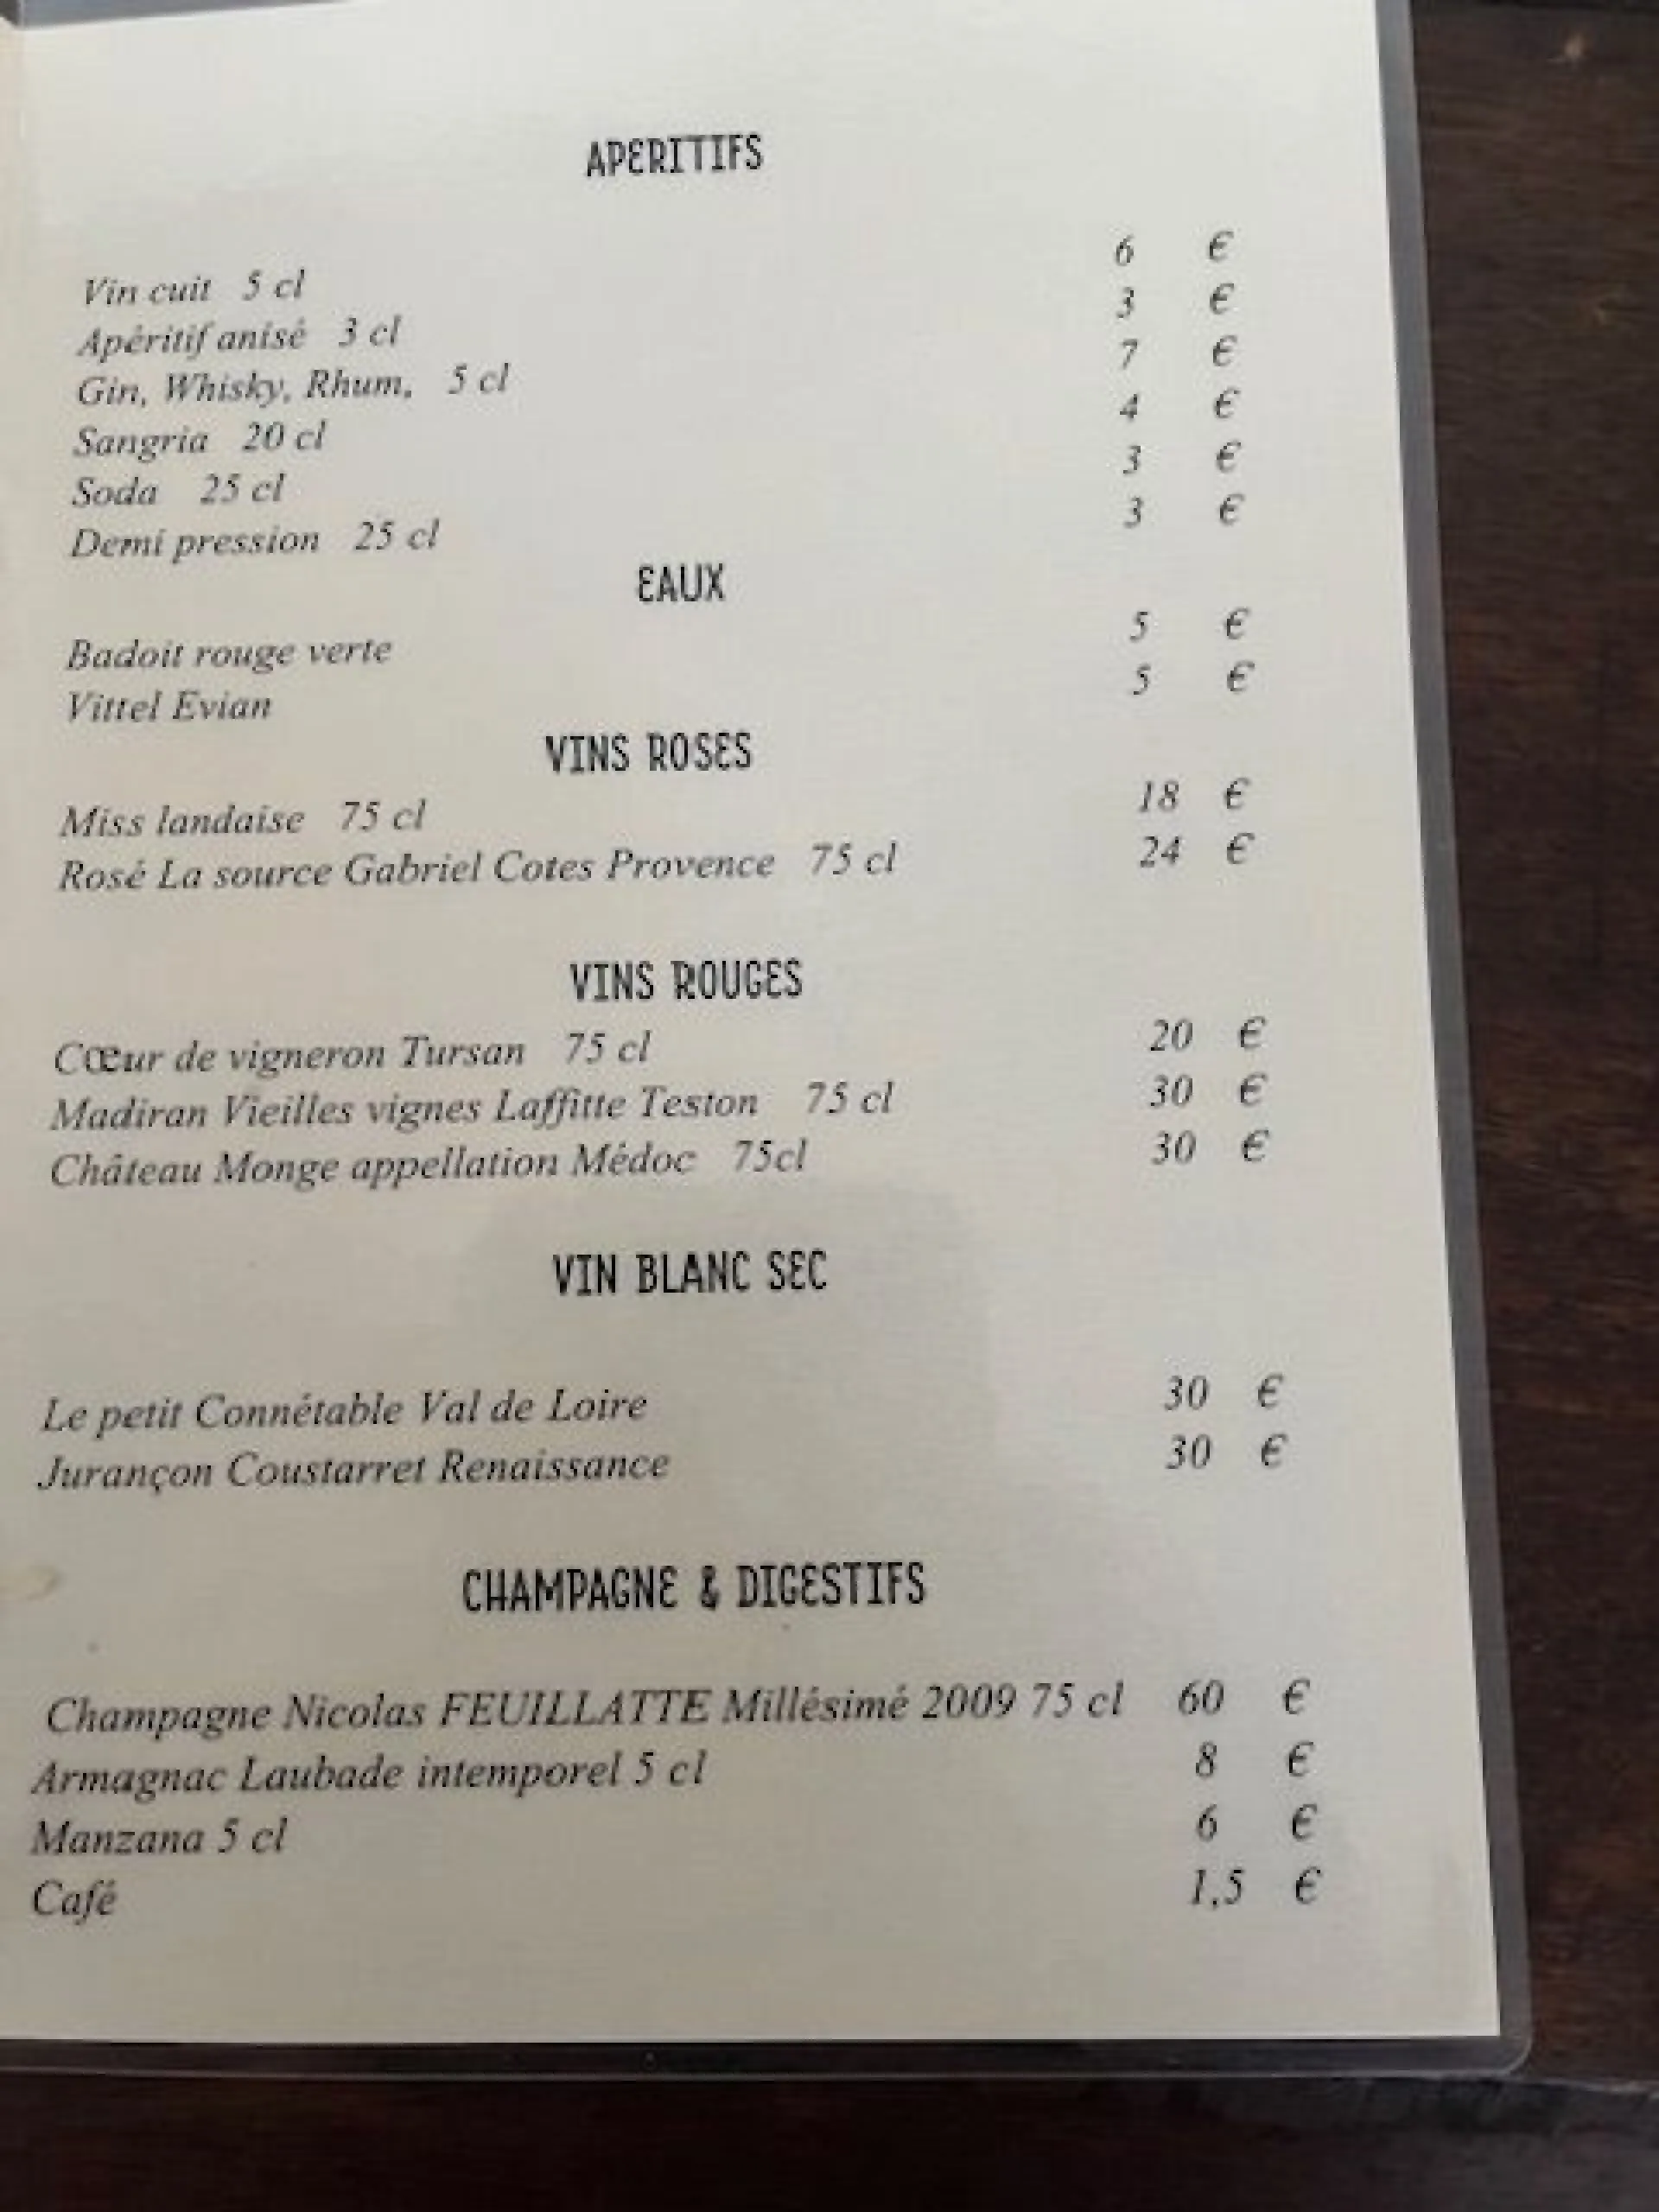 APERITIFS
Vin cuit 5 cl 6 €
Apéritif anisé 3 cl 3 €
Gin, Whisky, Rhum, 5 cl 7 €
Sangria 20 cl 4 €
Soda 25 cl 3 €
Demi pression 25 cl 3 €
EAUX
Badoit rouge verte 5 €
Vittel Evian 5 €
VINS ROSES
Miss landaise 75 cl 18 €
Rosé La source Gabriel Cotes Provence 75 cl 24 €
VINS ROUGES
Cœur de vigneron Tursan 75 cl 20 €
Madiran Vieilles vignes Laffitte Teston 75 cl 30 €
Château Monge appellation Médoc 75cl 30 €
VIN BLANC SEC
Le petit Connétable Val de Loire 30 €
Jurançon Coustarret Renaissance 30 €
CHAMPAGNE & DIGESTIFS
Champagne Nicolas FEUILLATTE Millésimé 2009 75 cl 60 €
Armagnac Laubade intemporel 5 cl 8 €
Manzana 5 cl 6 €
Café 1,5 €